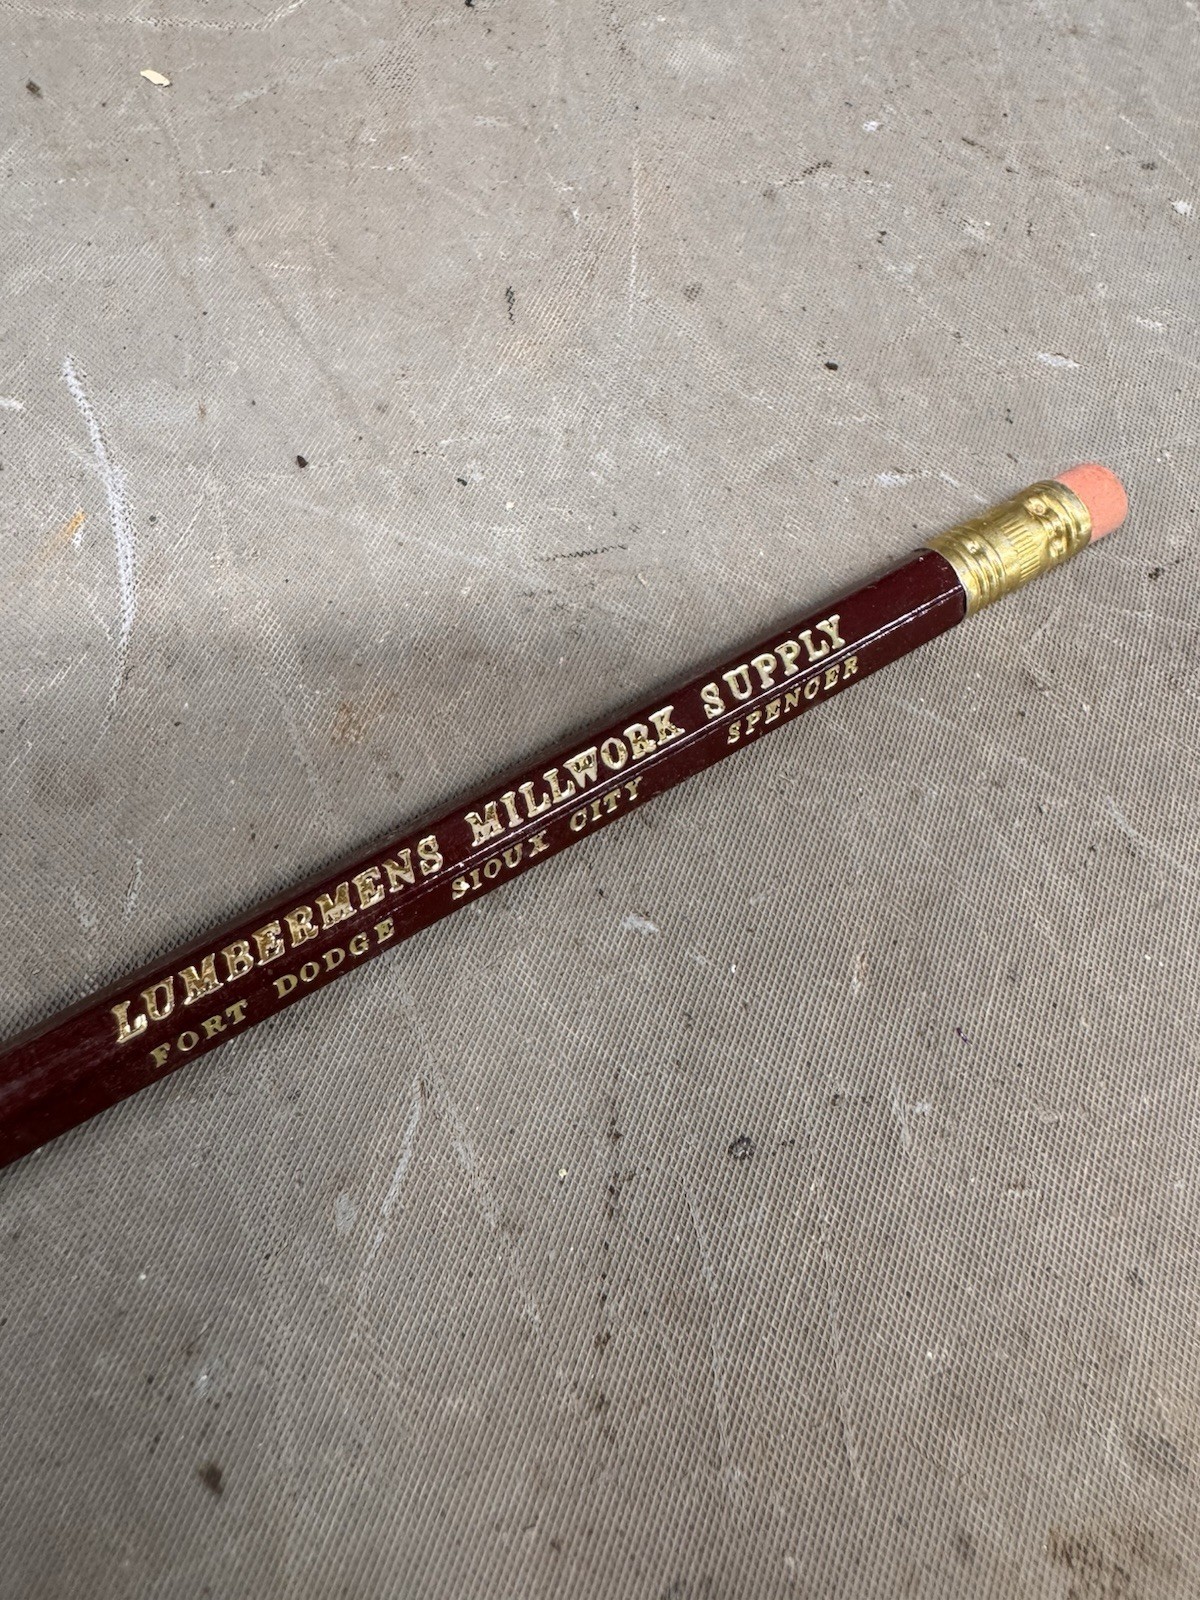 LUMBERMENS MILLWORK SUPPLY
FORT DODGE SIOUX CITY SPENCER